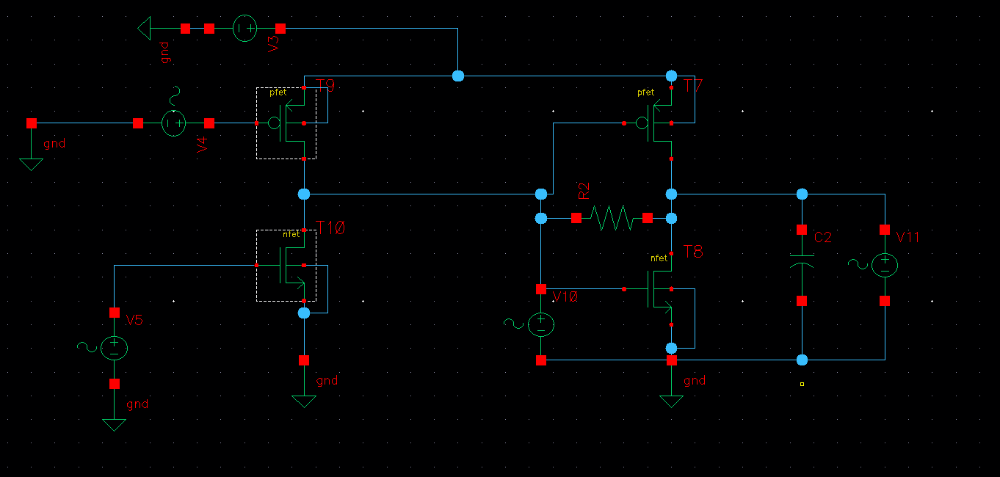 V3
gnd
T9
T7
pfet
pfet
gnd
V4
R2
T10
nfet
C2
V11
T8
nfet
V10
V5
gnd
gnd
gnd